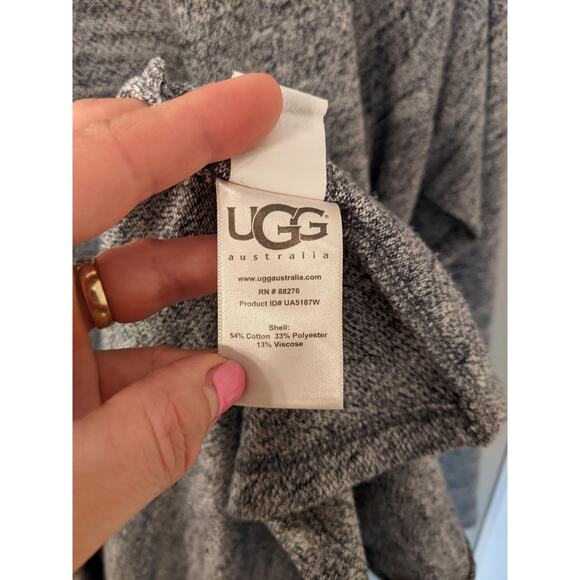 UGG®
australia
www.uggaustralia.com
RN # 88276
Product ID# UA5187W
Shell:
54% Cotton 33% Polyester
13% Viscose